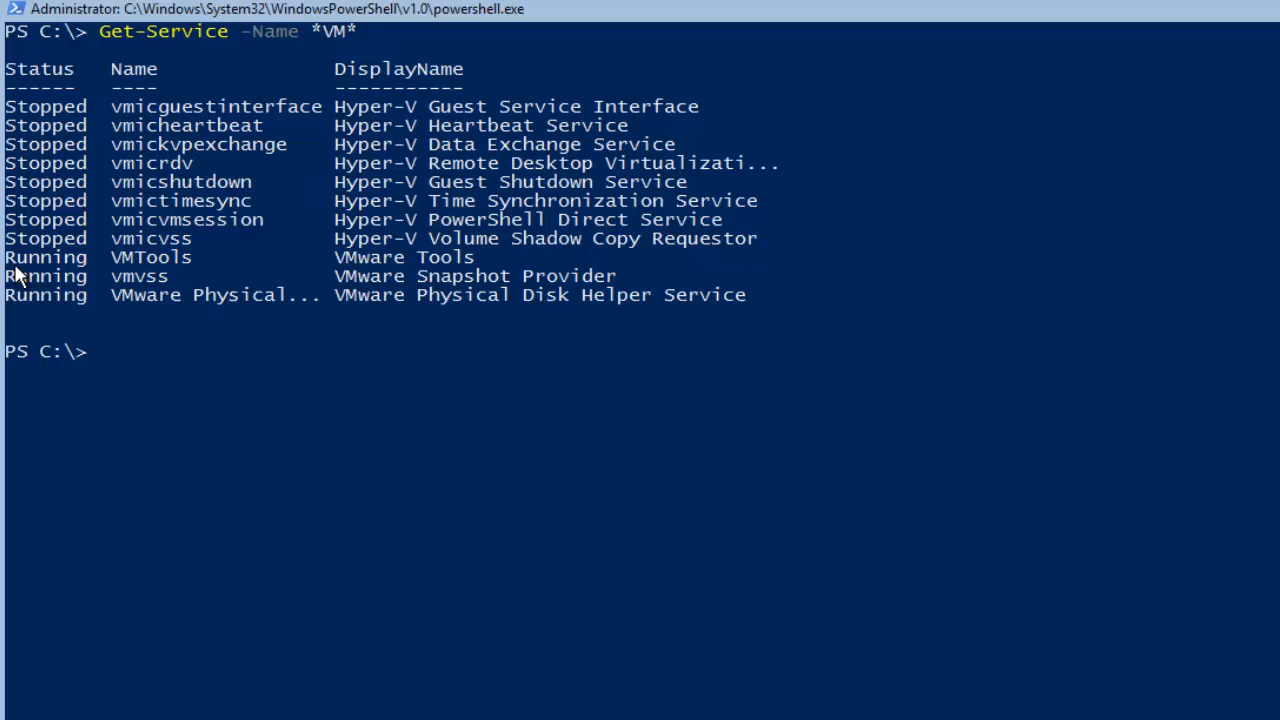 Administrator: C:\Windows\System32\WindowsPowerShell\v1.0\powershell.exe
PS C:\> Get-Service -Name *VM*
Status Name DisplayName
------ ---- -----------
Stopped vmicguestinterface Hyper-V Guest Service Interface
Stopped vmicheartbeat Hyper-V Heartbeat Service
Stopped vmickvpexchange Hyper-V Data Exchange Service
Stopped vmicrdv Hyper-V Remote Desktop Virtualizati...
Stopped vmicshutdown Hyper-V Guest Shutdown Service
Stopped vmictimesync Hyper-V Time Synchronization Service
Stopped vmicvmsession Hyper-V PowerShell Direct Service
Stopped vmicvss Hyper-V Volume Shadow Copy Requestor
Running VMTools VMware Tools
Running vmvss VMware Snapshot Provider
Running VMware Physical... VMware Physical Disk Helper Service
PS C:\>